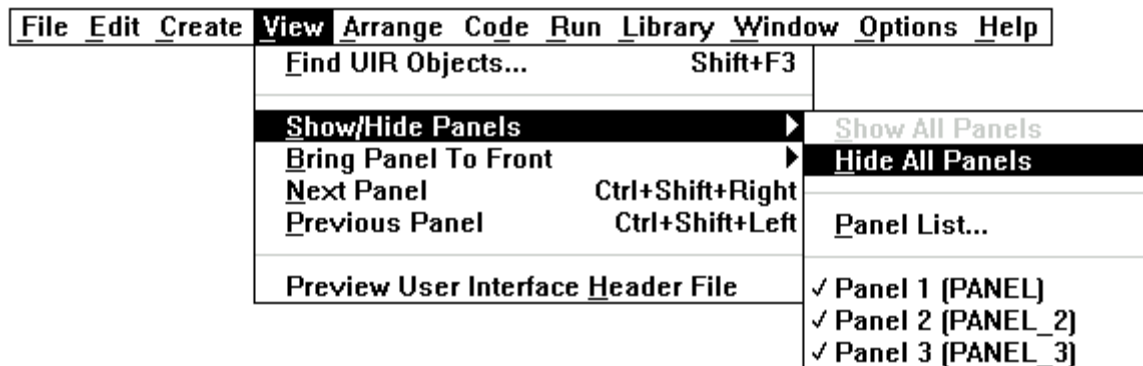 File Edit Create View Arrange Code Run Library Window Options Help
Find UIR Objects... Shift+F3
Show/Hide Panels
Bring Panel To Front
Next Panel Ctrl+Shift+Right
Previous Panel Ctrl+Shift+Left
Preview User Interface Header File
Show All Panels
Hide All Panels
Panel List...
✓ Panel 1 (PANEL)
✓ Panel 2 (PANEL_2)
✓ Panel 3 (PANEL_3)